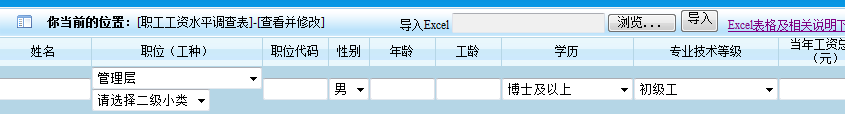 你当前的位置：[职工工资水平调查表]-[查看并修改]
导入Excel 浏览... 导入 Excel表格及相关说明下
姓名 职位（工种） 职位代码 性别 年龄 工龄 学历 专业技术等级 当年工资总
（元）
管理层 男 博士及以上 初级工
请选择二级小类